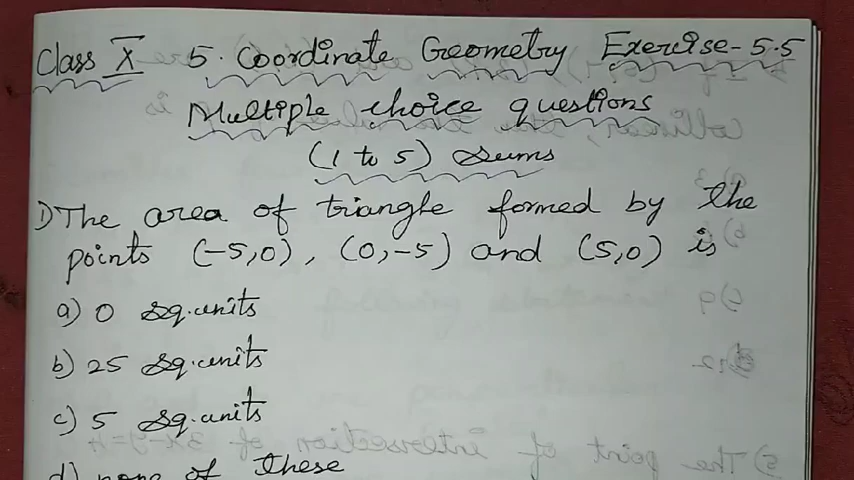 Class X 5. Coordinate Geometry Exercise-5.5
Multiple choice questions
(1 to 5) sums
1) The area of triangle formed by the
points (-5,0), (0,-5) and (5,0) is
a) 0 sq.units
b) 25 sq.units
c) 5 sq.units
d) none of these